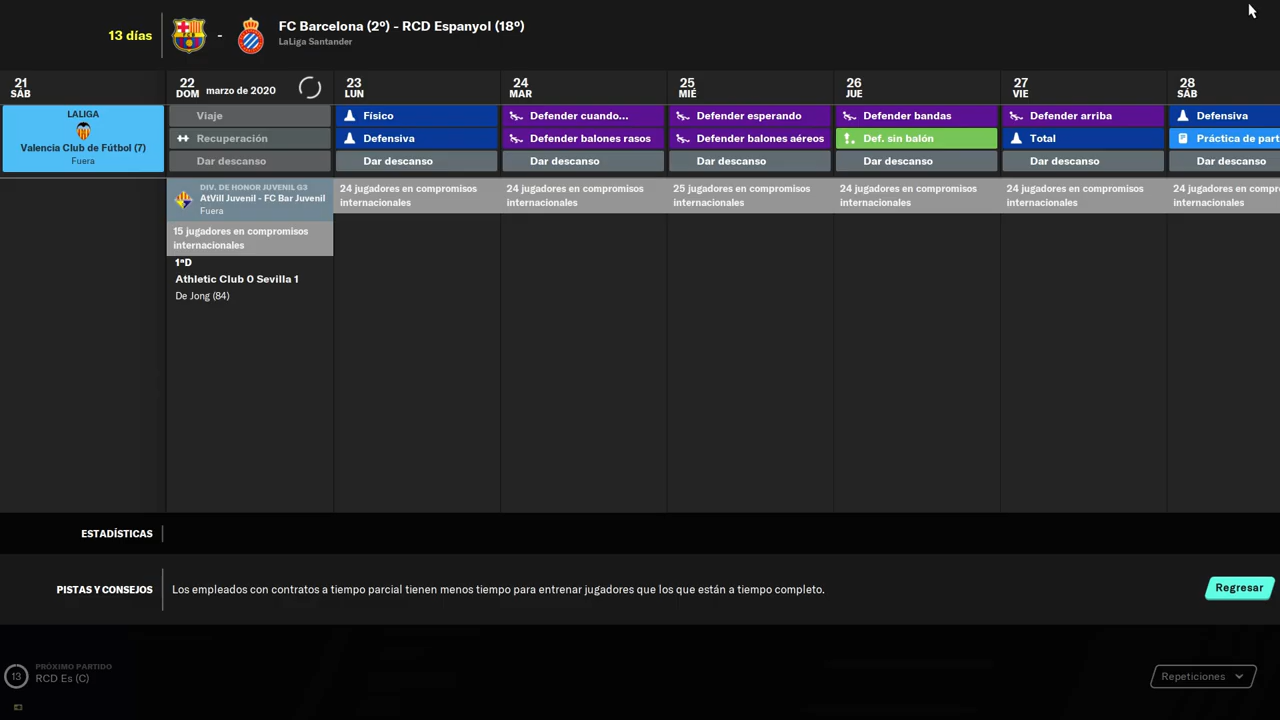 13 días
FC Barcelona (2º) - RCD Espanyol (18º)
LaLiga Santander
21
SÁB
22
DOM
marzo de 2020
23
LUN
24
MAR
25
MIÉ
26
JUE
27
VIE
28
SÁB
LALIGA
Valencia Club de Fútbol (7)
Fuera
Viaje
Recuperación
Dar descanso
Físico
Defensiva
Dar descanso
Defender cuando...
Defender balones rasos
Dar descanso
Defender esperando
Defender balones aéreos
Dar descanso
Defender bandas
Def. sin balón
Dar descanso
Defender arriba
Total
Dar descanso
Defensiva
Práctica de part
Dar descanso
DIV. DE HONOR JUVENIL G3
AtVill Juvenil - FC Bar Juvenil
Fuera
15 jugadores en compromisos
internacionales
1ªD
Athletic Club 0 Sevilla 1
De Jong (84)
24 jugadores en compromisos
internacionales
24 jugadores en compromisos
internacionales
25 jugadores en compromisos
internacionales
24 jugadores en compromisos
internacionales
24 jugadores en compromisos
internacionales
24 jugadores en compr
internacionales
ESTADÍSTICAS
PISTAS Y CONSEJOS
Los empleados con contratos a tiempo parcial tienen menos tiempo para entrenar jugadores que los que están a tiempo completo.
Regresar
13
PRÓXIMO PARTIDO
RCD Es (C)
Repeticiones